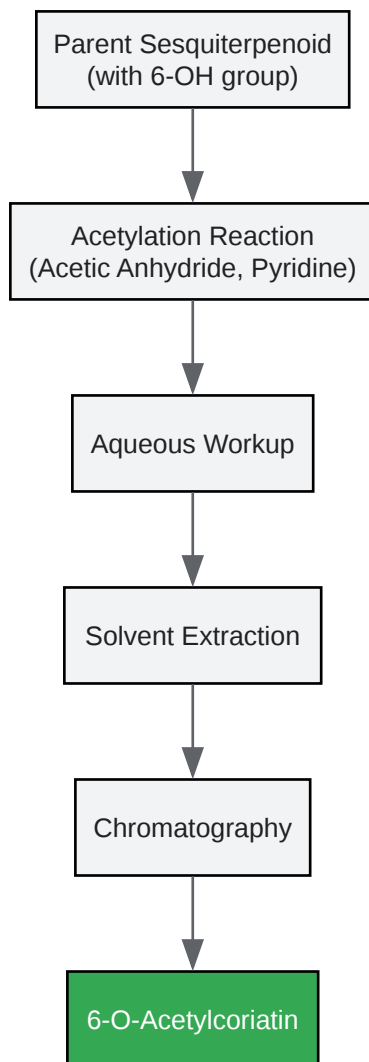 Parent Sesquiterpenoid
(with 6-OH group)
Acetylation Reaction
(Acetic Anhydride, Pyridine)
Aqueous Workup
Solvent Extraction
Chromatography
6-O-Acetylcoriatin